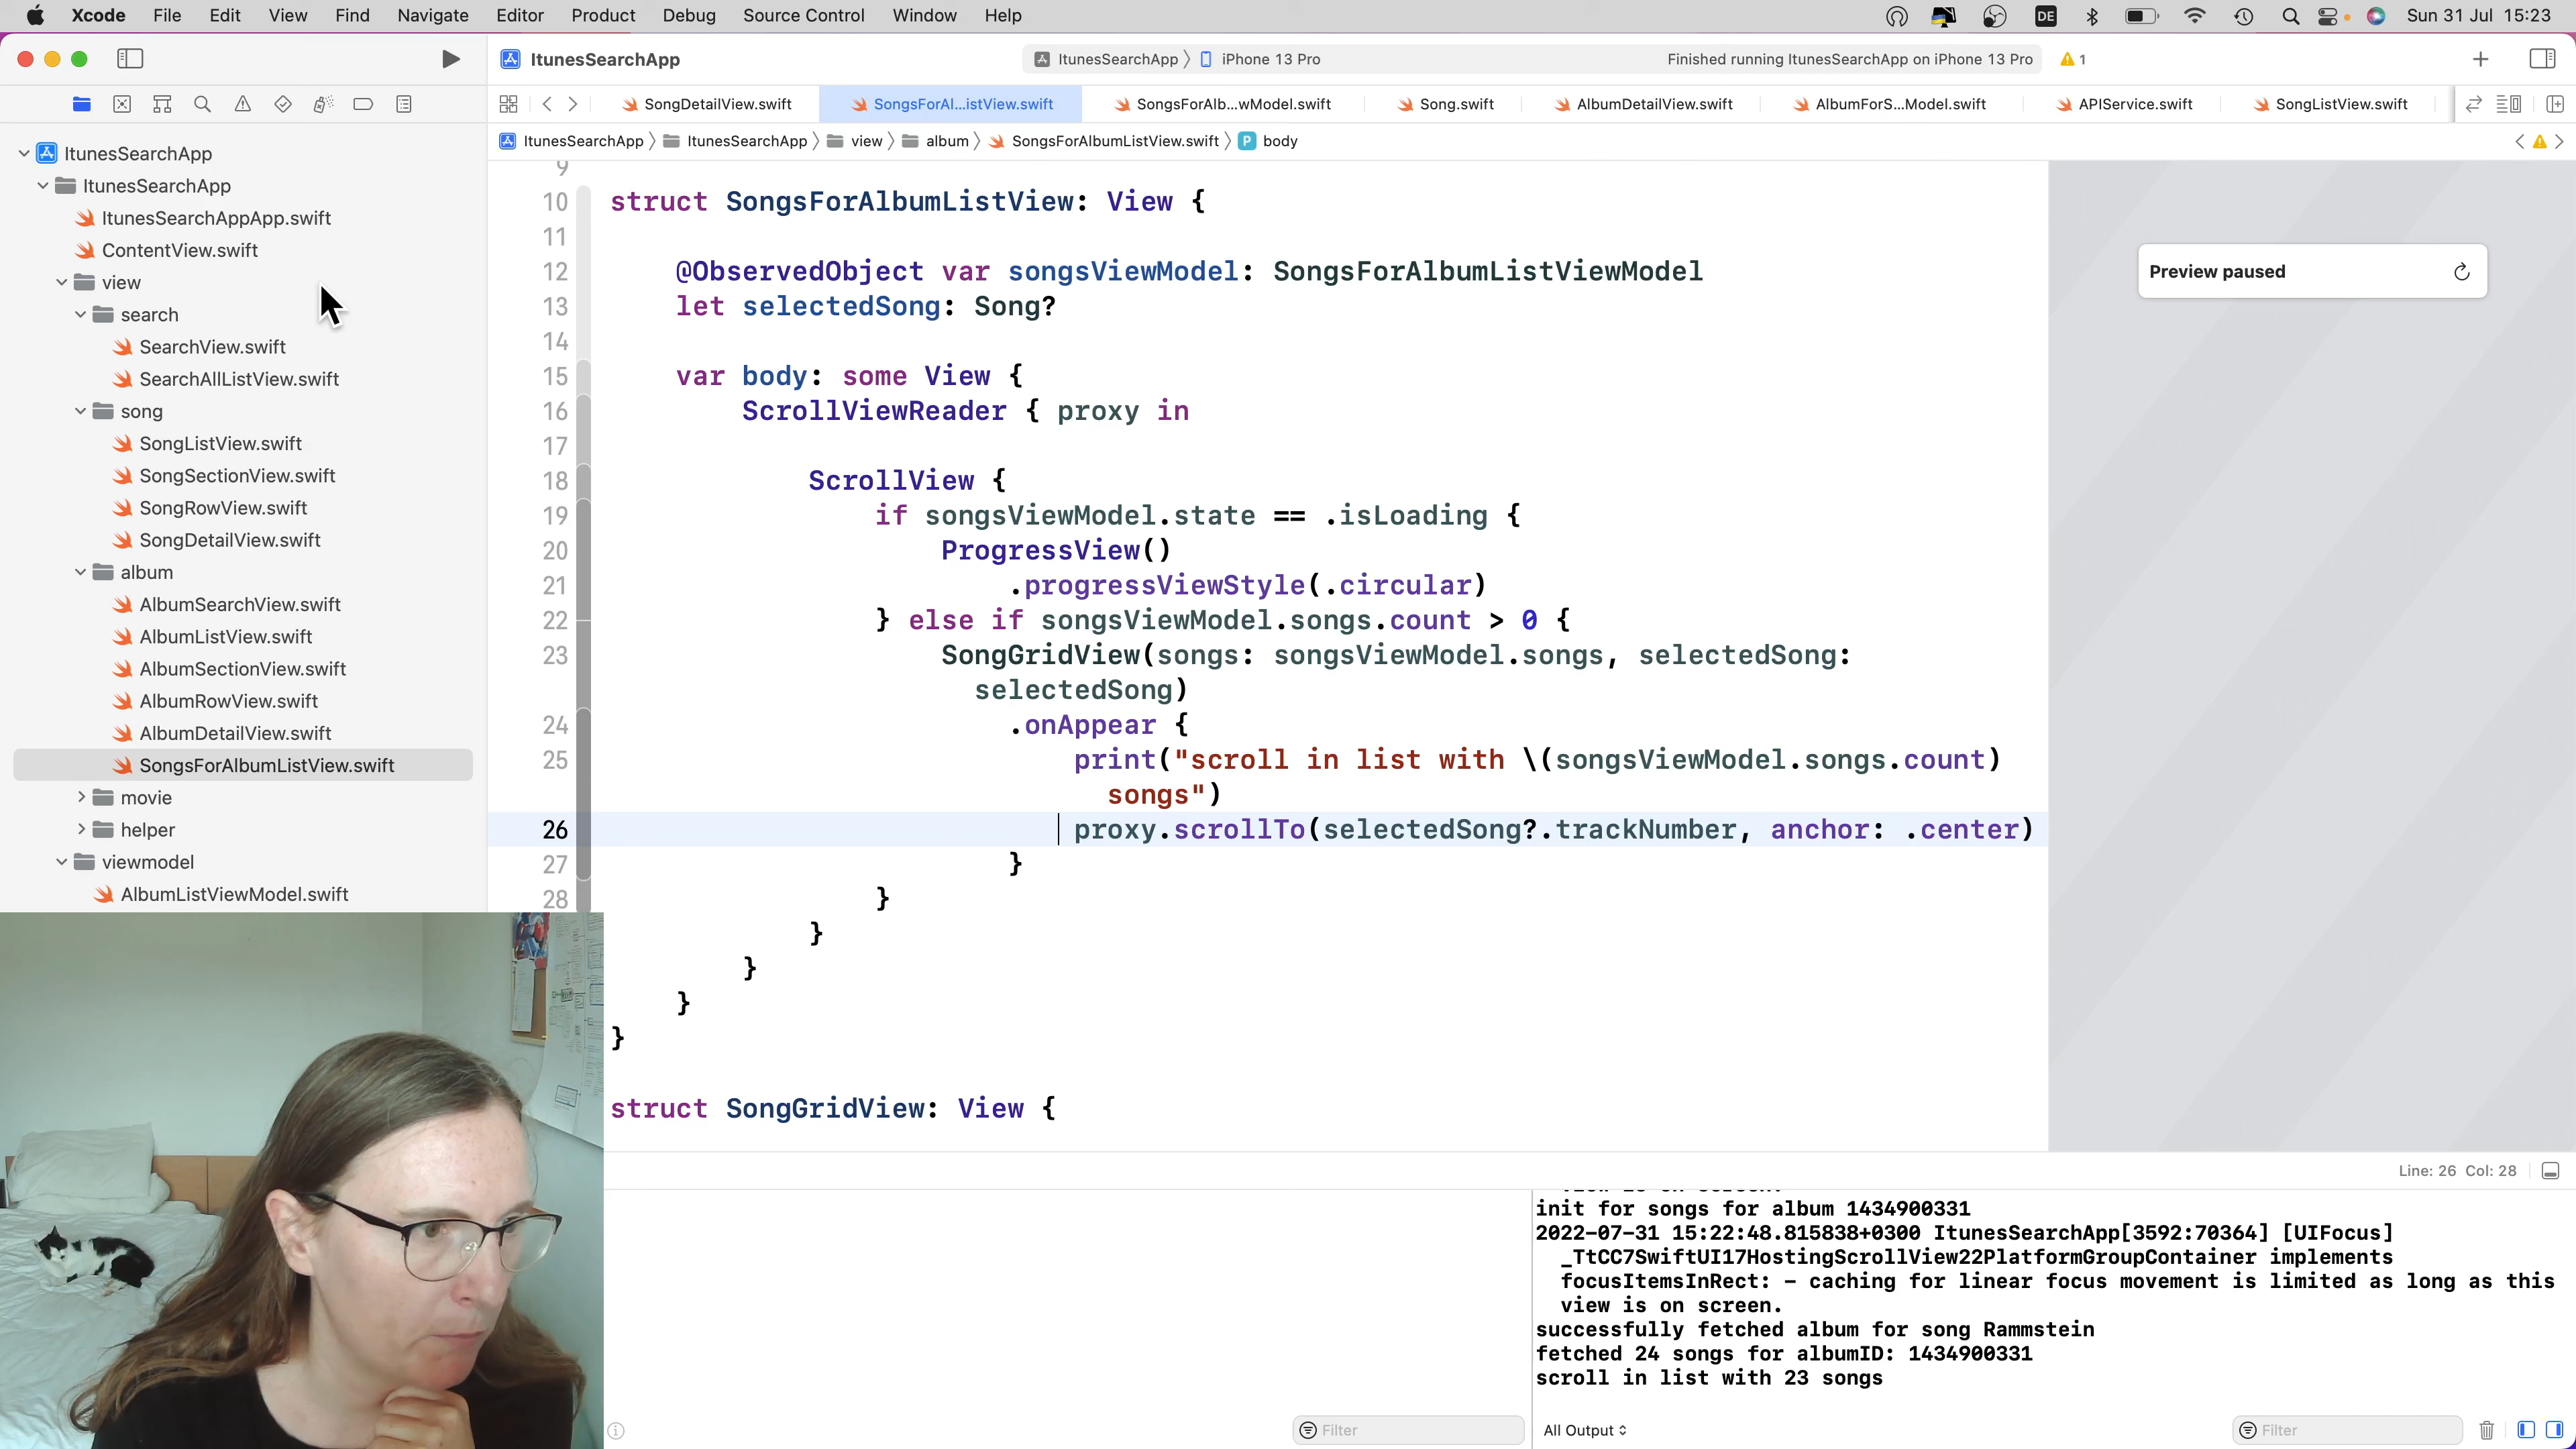 Xcode File Edit View Find Navigate Editor Product Debug Source Control Window Help DE Sun 31 Jul 15:23
ItunesSearchApp ItunesSearchApp iPhone 13 Pro Finished running ItunesSearchApp on iPhone 13 Pro 1
SongDetailView.swift SongsForAl...istView.swift SongsForAlb...wModel.swift Song.swift AlbumDetailView.swift AlbumForS...Model.swift APIService.swift SongListView.swift
ItunesSearchApp ItunesSearchApp view album SongsForAlbumListView.swift P body
ItunesSearchApp
ItunesSearchApp
ItunesSearchAppApp.swift
ContentView.swift
view
search
SearchView.swift
SearchAllListView.swift
song
SongListView.swift
SongSectionView.swift
SongRowView.swift
SongDetailView.swift
album
AlbumSearchView.swift
AlbumListView.swift
AlbumSectionView.swift
AlbumRowView.swift
AlbumDetailView.swift
SongsForAlbumListView.swift
movie
helper
viewmodel
AlbumListViewModel.swift
9
10 struct SongsForAlbumListView: View {
11
12 @ObservedObject var songsViewModel: SongsForAlbumListViewModel
13 let selectedSong: Song?
14
15 var body: some View {
16 ScrollViewReader { proxy in
17
18 ScrollView {
19 if songsViewModel.state == .isLoading {
20 ProgressView()
21 .progressViewStyle(.circular)
22 } else if songsViewModel.songs.count > 0 {
23 SongGridView(songs: songsViewModel.songs, selectedSong:
selectedSong)
24 .onAppear {
25 print("scroll in list with \(songsViewModel.songs.count)
songs")
26 proxy.scrollTo(selectedSong?.trackNumber, anchor: .center)
27 }
28 }
}
}
}
}
struct SongGridView: View {
Preview paused
Line: 26 Col: 28
view is on screen.
init for songs for album 1434900331
2022-07-31 15:22:48.815838+0300 ItunesSearchApp[3592:70364] [UIFocus]
_TtCC7SwiftUI17HostingScrollView22PlatformGroupContainer implements
focusItemsInRect: - caching for linear focus movement is limited as long as this
view is on screen.
successfully fetched album for song Rammstein
fetched 24 songs for albumID: 1434900331
scroll in list with 23 songs
Filter All Output Filter